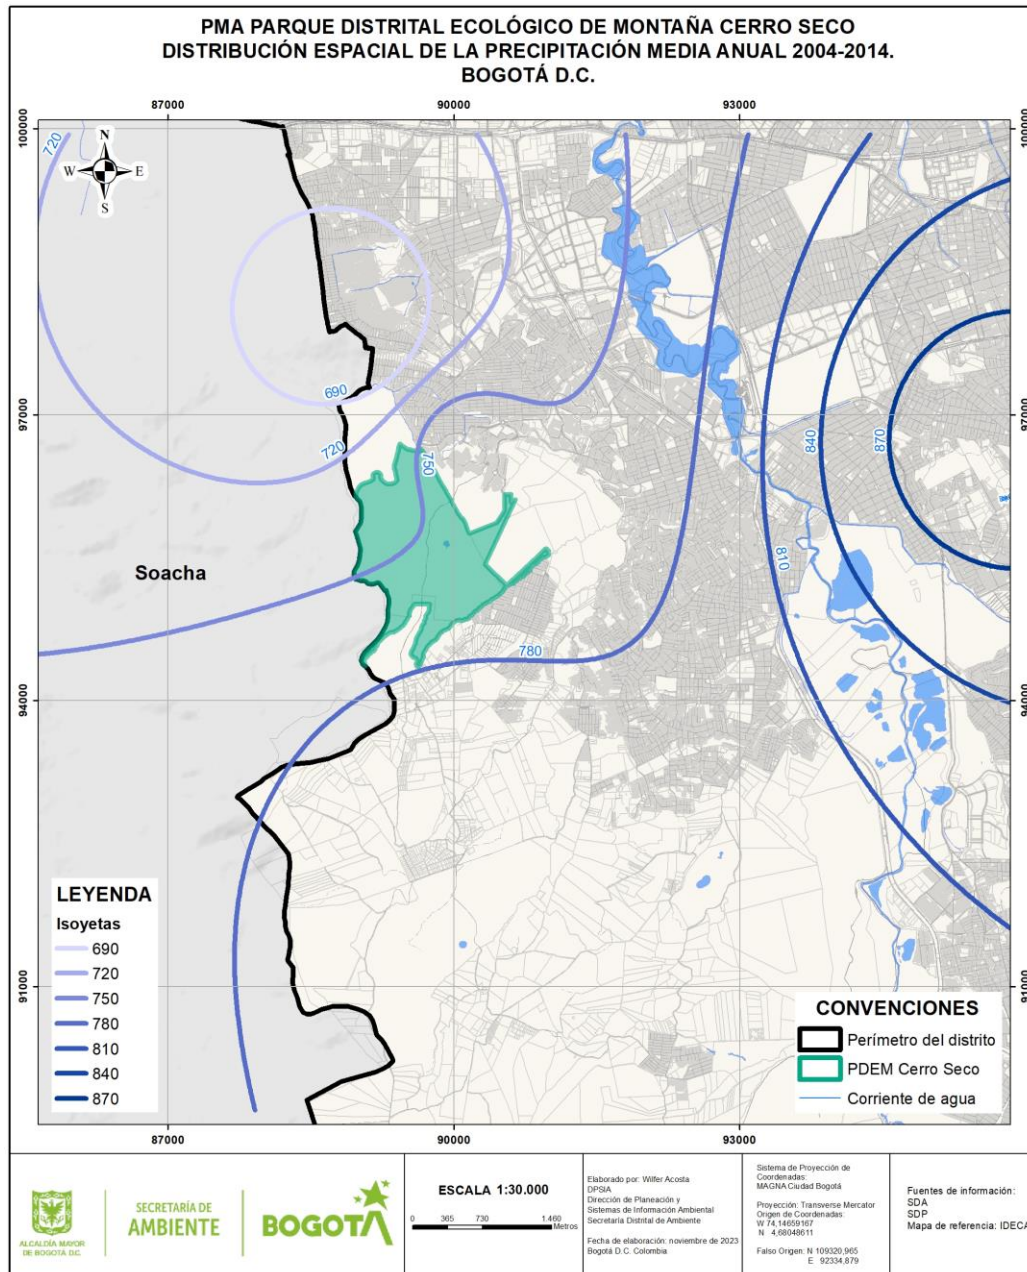 PMA PARQUE DISTRITAL ECOLÓGICO DE MONTAÑA CERRO SECO
DISTRIBUCIÓN ESPACIAL DE LA PRECIPITACIÓN MEDIA ANUAL 2004-2014.
BOGOTÁ D.C.
87000
90000
93000
100000
100000
720
N
W
E
S
690
97000
97000
720
750
840
870
810
Soacha
780
94000
94000
LEYENDA
Isoyetas
690
720
750
780
810
840
870
91000
91000
CONVENCIONES
Perímetro del distrito
PDEM Cerro Seco
Corriente de agua
87000
90000
93000
ALCALDÍA MAYOR
DE BOGOTÁ D.C.
SECRETARÍA DE
AMBIENTE
BOGOTÁ
ESCALA 1:30.000
0 365 730 1.460
Metros
Elaborado por: Wilfer Acosta
DPSIA
Dirección de Planeación y
Sistemas de Información Ambiental
Secretaria Distrital de Ambiente
Fecha de elaboración: noviembre de 2023
Bogotá D.C. Colombia
Sistema de Proyección de
Coordenadas:
MAGNA Ciudad Bogotá
Proyección: Transverse Mercator
Origen de Coordenadas:
W 74,14659167
N 4,68048611
Falso Origen: N 109320,965
E 92334,879
Fuentes de información:
SDA
SDP
Mapa de referencia: IDECA